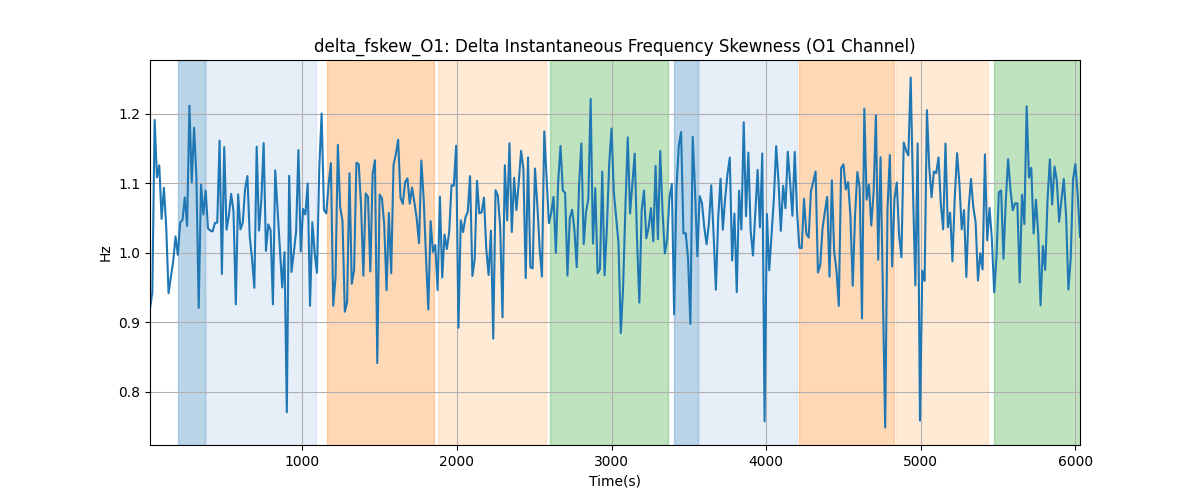 delta_fskew_O1: Delta Instantaneous Frequency Skewness (O1 Channel)
Hz
1.2
1.1
1.0
0.9
0.8
1000 2000 3000 4000 5000 6000
Time(s)